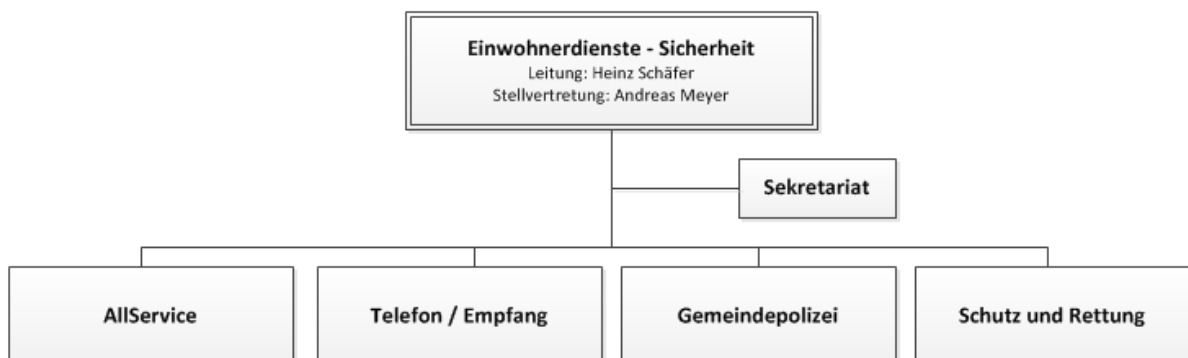 Einwohnerdienste - Sicherheit
Leitung: Heinz Schäfer
Stellvertretung: Andreas Meyer
Sekretariat
AllService
Telefon / Empfang
Gemeindepolizei
Schutz und Rettung